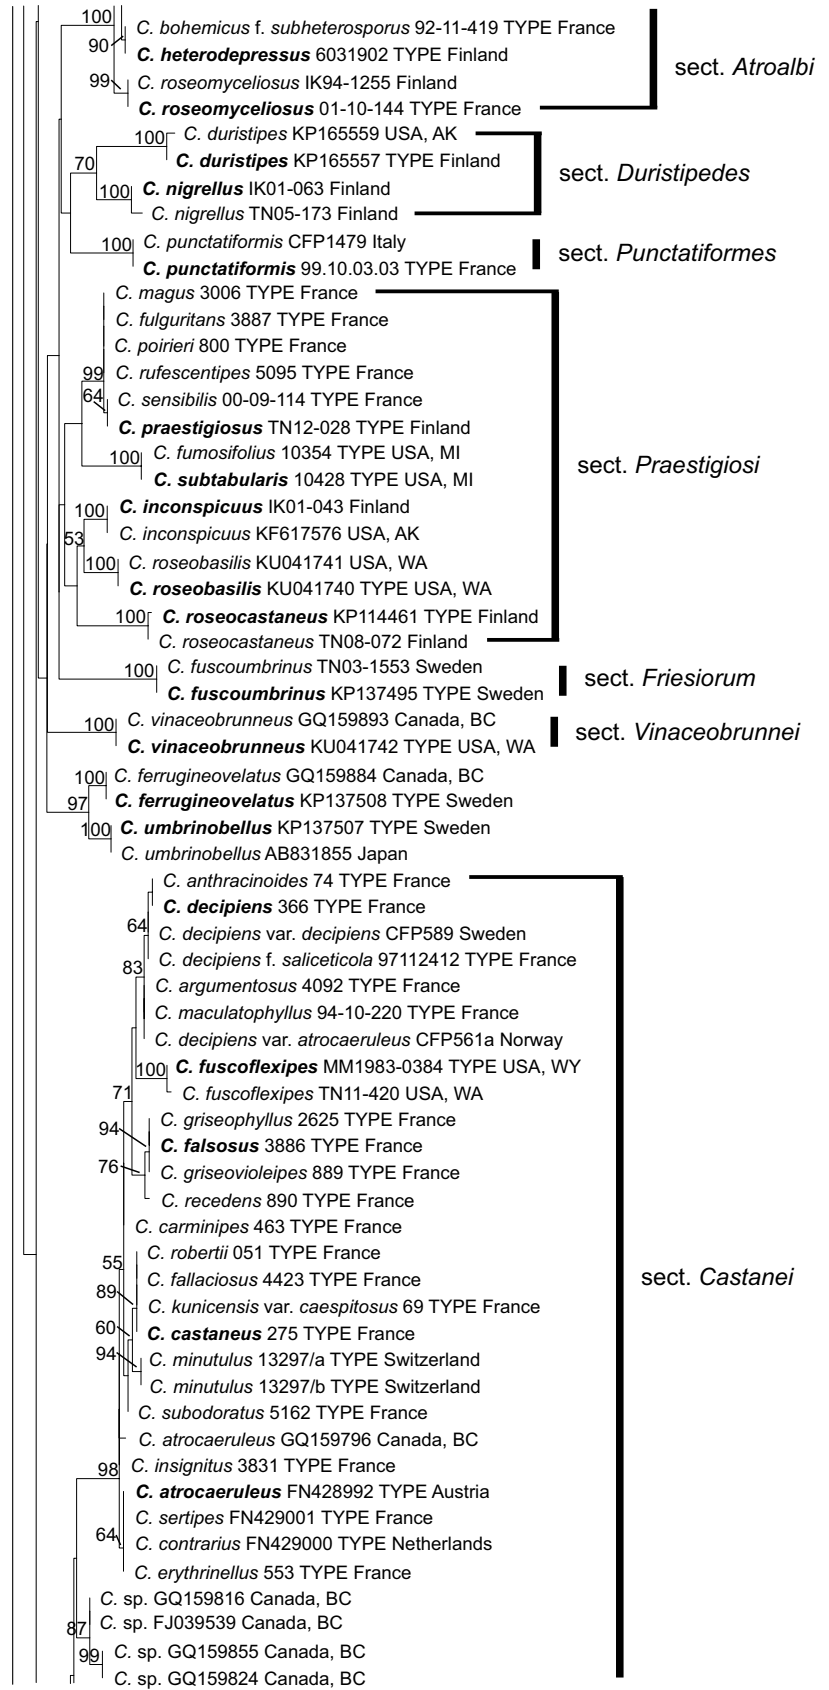 100
C. bohemicus f. subheterosporus 92-11-419 TYPE France
90
C. heterodepressus 6031902 TYPE Finland
sect. Atroalbi
99
C. roseomyceliosus IK94-1255 Finland
C. roseomyceliosus 01-10-144 TYPE France
100
C. duristipes KP165559 USA, AK
70
C. duristipes KP165557 TYPE Finland
sect. Duristipedes
100
C. nigrellus IK01-063 Finland
C. nigrellus TN05-173 Finland
100
C. punctatiformis CFP1479 Italy
sect. Punctatiformes
C. punctatiformis 99.10.03.03 TYPE France
C. magus 3006 TYPE France
C. fulguritans 3887 TYPE France
C. poirieri 800 TYPE France
99
C. rufescentipes 5095 TYPE France
64
C. sensibilis 00-09-114 TYPE France
C. praestigiosus TN12-028 TYPE Finland
100
C. fumosifolius 10354 TYPE USA, MI
sect. Praestigiosi
C. subtabularis 10428 TYPE USA, MI
100
C. inconspicuus IK01-043 Finland
53
C. inconspicuus KF617576 USA, AK
100
C. roseobasilis KU041741 USA, WA
C. roseobasilis KU041740 TYPE USA, WA
100
C. roseocastaneus KP114461 TYPE Finland
C. roseocastaneus TN08-072 Finland
100
C. fuscoumbrinus TN03-1553 Sweden
sect. Friesiorum
C. fuscoumbrinus KP137495 TYPE Sweden
100
C. vinaceobrunneus GQ159893 Canada, BC
sect. Vinaceobrunnei
C. vinaceobrunneus KU041742 TYPE USA, WA
100
C. ferrugineovelatus GQ159884 Canada, BC
97
C. ferrugineovelatus KP137508 TYPE Sweden
100
C. umbrinobellus KP137507 TYPE Sweden
C. umbrinobellus AB831855 Japan
C. anthracinoides 74 TYPE France
C. decipiens 366 TYPE France
64
C. decipiens var. decipiens CFP589 Sweden
C. decipiens f. saliceticola 97112412 TYPE France
83
C. argumentosus 4092 TYPE France
C. maculatophyllus 94-10-220 TYPE France
C. decipiens var. atrocaeruleus CFP561a Norway
100
C. fuscoflexipes MM1983-0384 TYPE USA, WY
71
C. fuscoflexipes TN11-420 USA, WA
94
C. griseophyllus 2625 TYPE France
C. falsosus 3886 TYPE France
76
C. griseovioleipes 889 TYPE France
C. recedens 890 TYPE France
C. carminipes 463 TYPE France
55
C. robertii 051 TYPE France
sect. Castanei
89
C. fallaciosus 4423 TYPE France
C. kunicensis var. caespitosus 69 TYPE France
60
C. castaneus 275 TYPE France
94
C. minutulus 13297/a TYPE Switzerland
C. minutulus 13297/b TYPE Switzerland
C. subodoratus 5162 TYPE France
C. atrocaeruleus GQ159796 Canada, BC
98
C. insignitus 3831 TYPE France
C. atrocaeruleus FN428992 TYPE Austria
C. sertipes FN429001 TYPE France
64
C. contrarius FN429000 TYPE Netherlands
C. erythrinellus 553 TYPE France
C. sp. GQ159816 Canada, BC
87
C. sp. FJ039539 Canada, BC
99
C. sp. GQ159855 Canada, BC
C. sp. GQ159824 Canada, BC